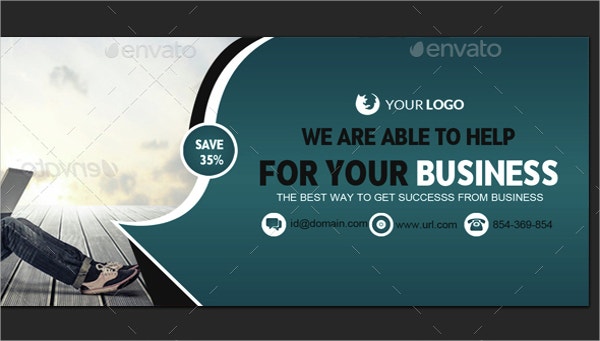 envato
envato
YOUR LOGO
WE ARE ABLE TO HELP
SAVE
35%
FOR YOUR BUSINESS
envato
THE BEST WAY TO GET SUCCESSS FROM BUSINESS
id@domain.com
www.url.com
854-369-854